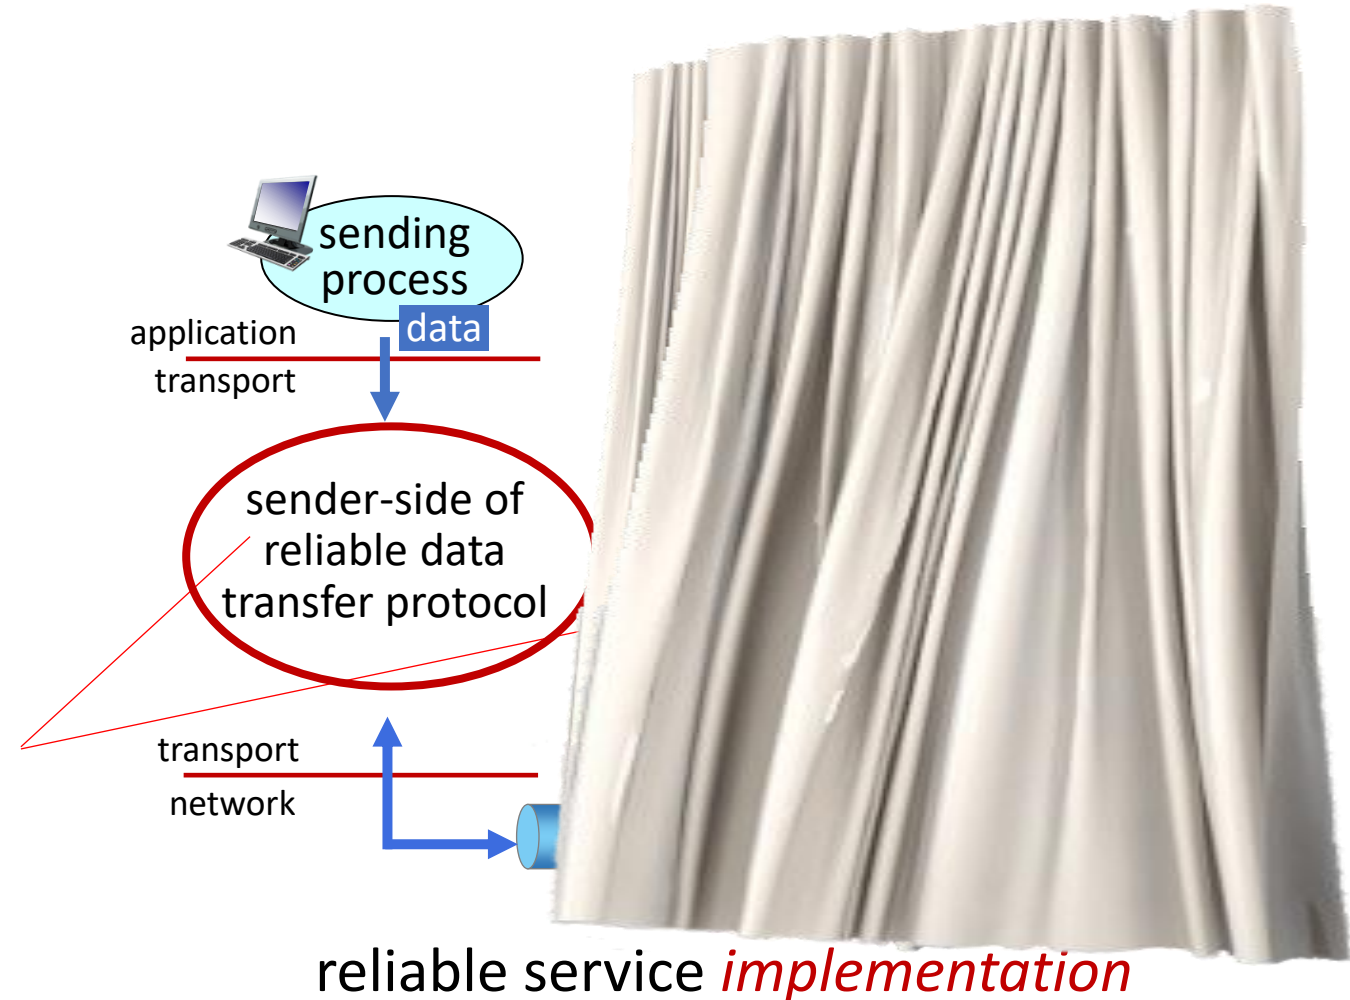 sending
process
data
application
transport
sender-side of
reliable data
transfer protocol
transport
network
reliable service implementation